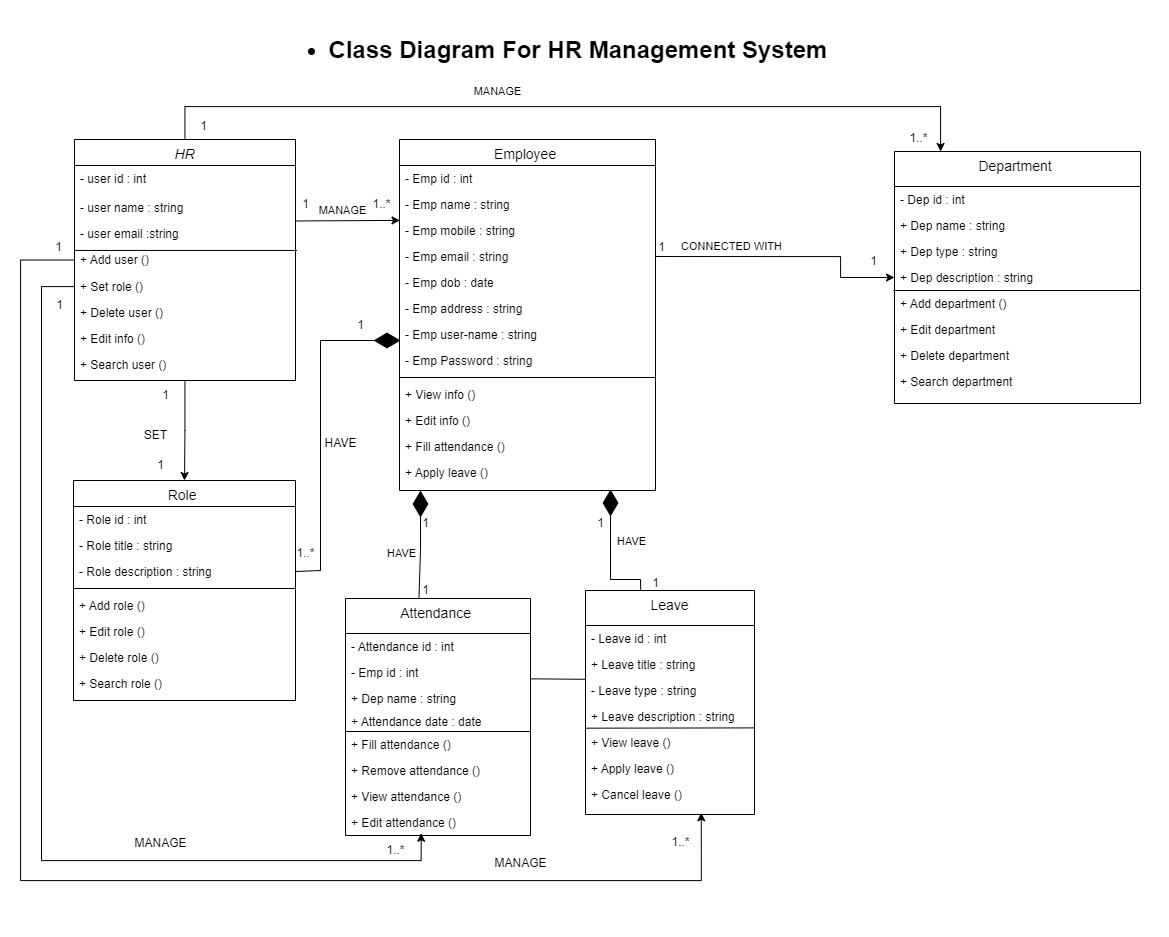 • Class Diagram For HR Management System
MANAGE
1
1..*
HR
- user id : int
- user name : string
- user email :string
+ Add user ()
+ Set role ()
+ Delete user ()
+ Edit info ()
+ Search user ()
1
MANAGE
1..*
Employee
- Emp id : int
- Emp name : string
- Emp mobile : string
- Emp email : string
- Emp dob : date
- Emp address : string
- Emp user-name : string
- Emp Password : string
+ View info ()
+ Edit info ()
+ Fill attendance ()
+ Apply leave ()
1
CONNECTED WITH
1
Department
- Dep id : int
+ Dep name : string
+ Dep type : string
+ Dep description : string
+ Add department ()
+ Edit department
+ Delete department
+ Search department
1
1
1
SET
1
1
HAVE
1..*
Role
- Role id : int
- Role title : string
- Role description : string
+ Add role ()
+ Edit role ()
+ Delete role ()
+ Search role ()
1
HAVE
1
1
HAVE
1
Attendance
- Attendance id : int
- Emp id : int
+ Dep name : string
+ Attendance date : date
+ Fill attendance ()
+ Remove attendance ()
+ View attendance ()
+ Edit attendance ()
Leave
- Leave id : int
+ Leave title : string
- Leave type : string
+ Leave description : string
+ View leave ()
+ Apply leave ()
+ Cancel leave ()
MANAGE
1..*
MANAGE
1..*